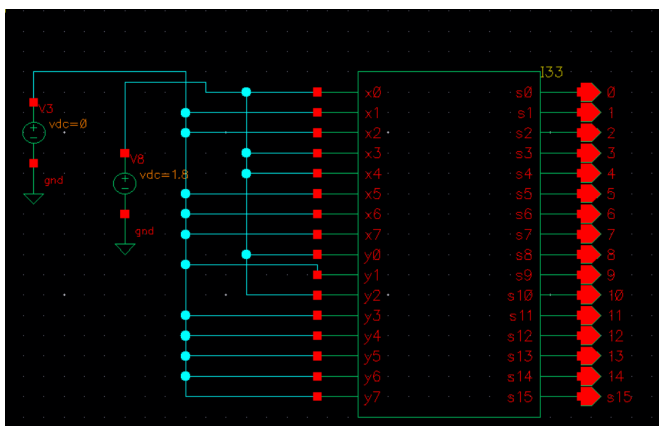 I33
V3
vdc=0
gnd
V8
vdc=1.8
gnd
x0 s0 0
x1 s1 1
x2 s2 2
x3 s3 3
x4 s4 4
x5 s5 5
x6 s6 6
x7 s7 7
y0 s8 8
y1 s9 9
y2 s10 10
y3 s11 11
y4 s12 12
y5 s13 13
y6 s14 14
y7 s15 s15